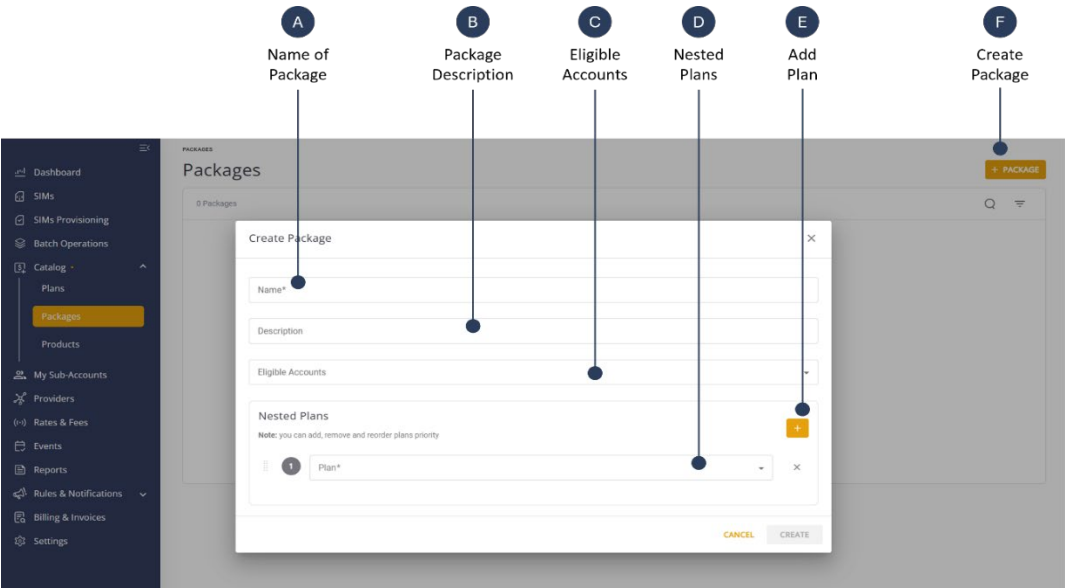 A
B
C
D
E
F
Name of
Package
Package
Description
Eligible
Accounts
Nested
Plans
Add
Plan
Create
Package
Dashboard
SIMs
SIMs Provisioning
Batch Operations
Catalog
Plans
Packages
Products
My Sub-Accounts
Providers
Rates & Fees
Events
Reports
Rules & Notifications
Billing & Invoices
Settings
PACKAGES
Packages
+ PACKAGE
0 Packages
Create Package
Name*
Description
Eligible Accounts
Nested Plans
Note: you can add, remove and reorder plans priority
+
1
Plan*
CANCEL
CREATE